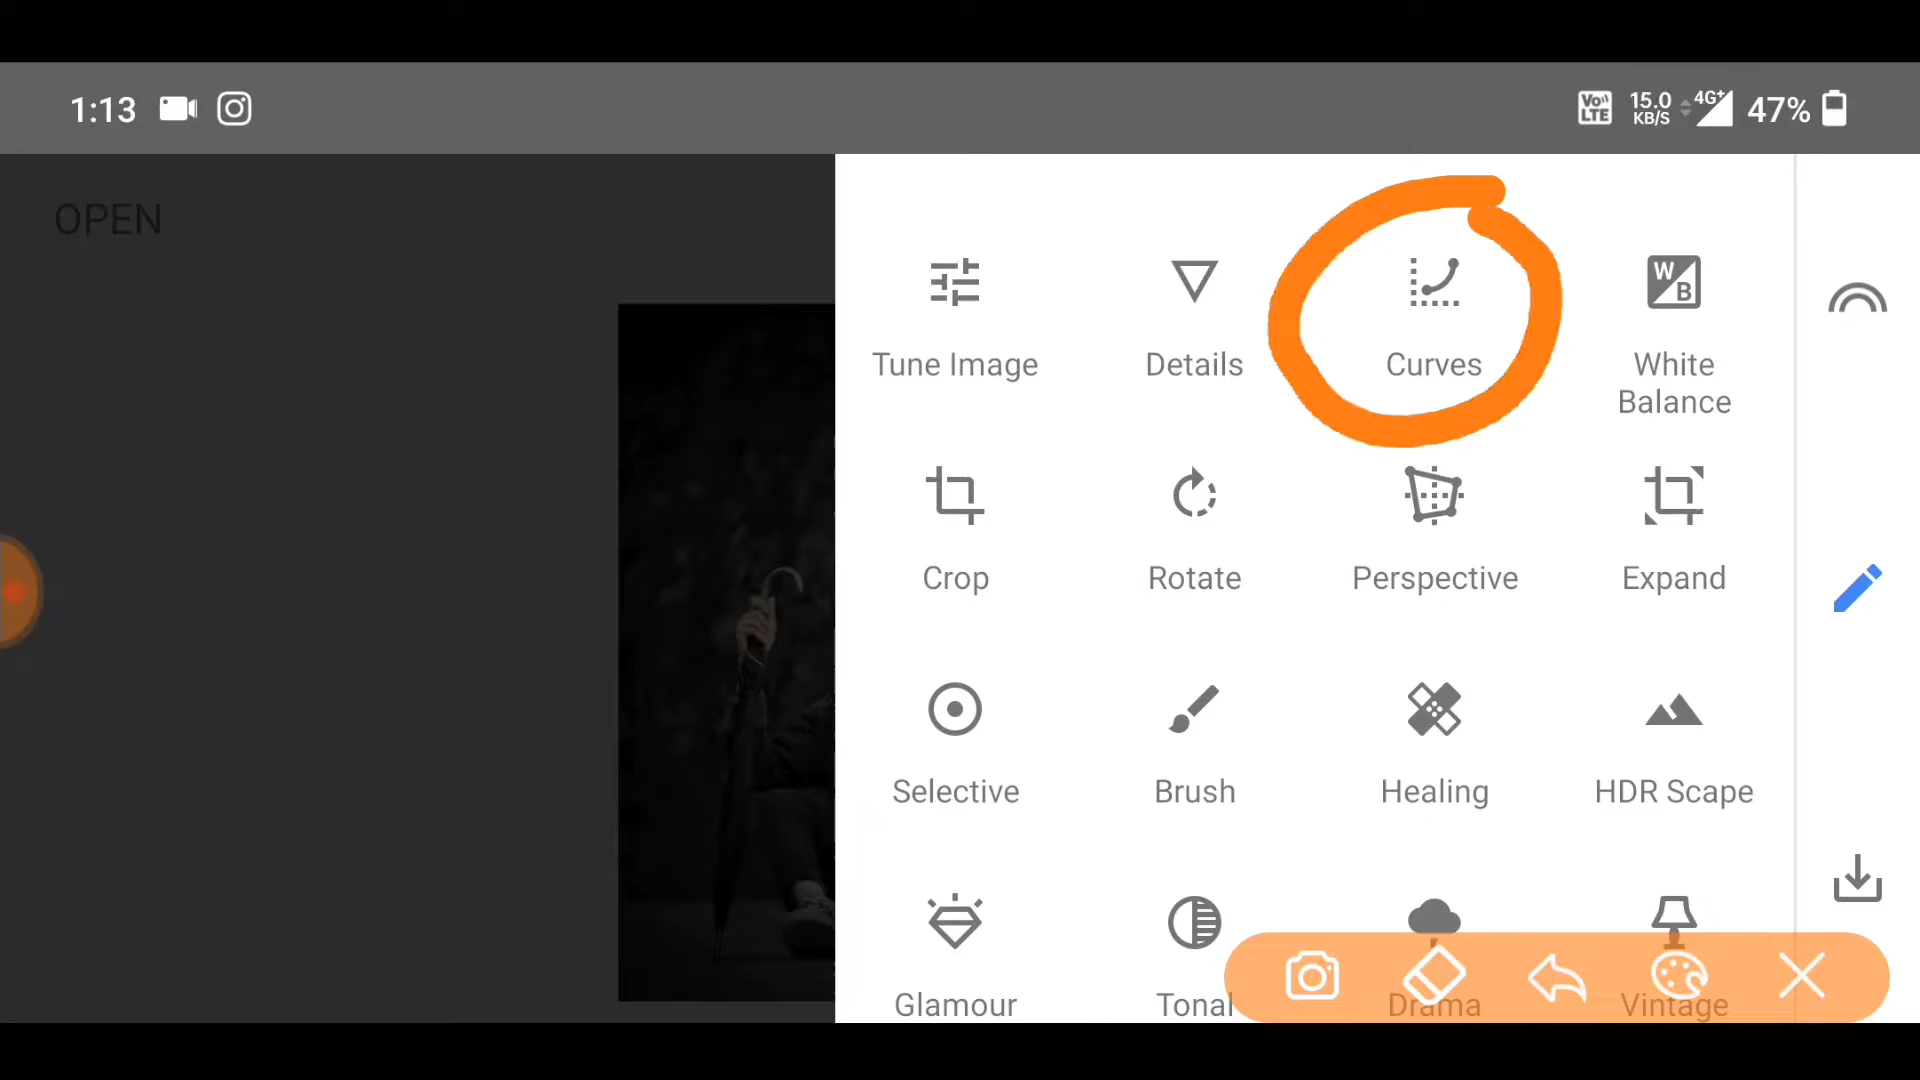 1:13
VoLTE 15.0 KB/S 4G+ 47%
OPEN
Tune Image
Details
Curves
W B
White Balance
Crop
Rotate
Perspective
Expand
Selective
Brush
Healing
HDR Scape
Glamour
Tonal
Drama
Vintage